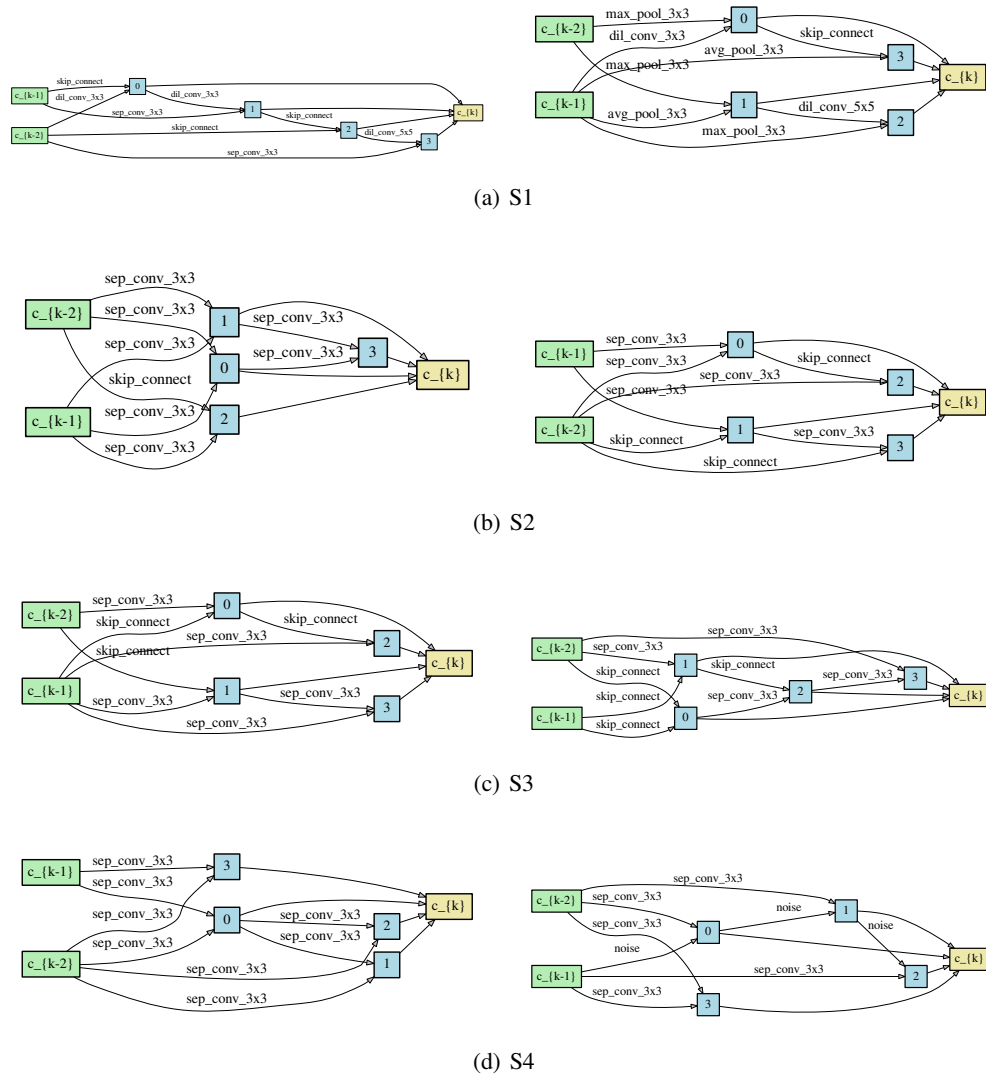 skip_connect
c_{k-1}
dil_conv_3x3
0
dil_conv_3x3
sep_conv_3x3
1
c_{k}
c_{k-2}
skip_connect
skip_connect
2
dil_conv_5x5
3
sep_conv_3x3
max_pool_3x3
c_{k-2}
0
dil_conv_3x3
skip_connect
avg_pool_3x3
3
max_pool_3x3
c_{k}
c_{k-1}
1
avg_pool_3x3
dil_conv_5x5
2
max_pool_3x3
(a) S1
sep_conv_3x3
c_{k-2}
sep_conv_3x3
1
sep_conv_3x3
sep_conv_3x3
3
sep_conv_3x3
0
c_{k}
skip_connect
c_{k-1}
sep_conv_3x3
2
sep_conv_3x3
sep_conv_3x3
0
c_{k-1}
sep_conv_3x3
skip_connect
sep_conv_3x3
2
sep_conv_3x3
c_{k}
c_{k-2}
1
skip_connect
sep_conv_3x3
3
skip_connect
(b) S2
sep_conv_3x3
0
c_{k-2}
skip_connect
skip_connect
sep_conv_3x3
2
skip_connect
c_{k}
c_{k-1}
1
sep_conv_3x3
sep_conv_3x3
3
sep_conv_3x3
sep_conv_3x3
c_{k-2}
sep_conv_3x3
1
skip_connect
skip_connect
sep_conv_3x3
3
skip_connect
2
sep_conv_3x3
c_{k}
c_{k-1}
0
skip_connect
(c) S3
sep_conv_3x3
3
c_{k-1}
sep_conv_3x3
c_{k}
sep_conv_3x3
0
sep_conv_3x3
2
sep_conv_3x3
sep_conv_3x3
c_{k-2}
1
sep_conv_3x3
sep_conv_3x3
sep_conv_3x3
c_{k-2}
sep_conv_3x3
1
noise
sep_conv_3x3
0
noise
noise
c_{k}
c_{k-1}
sep_conv_3x3
2
sep_conv_3x3
3
(d) S4